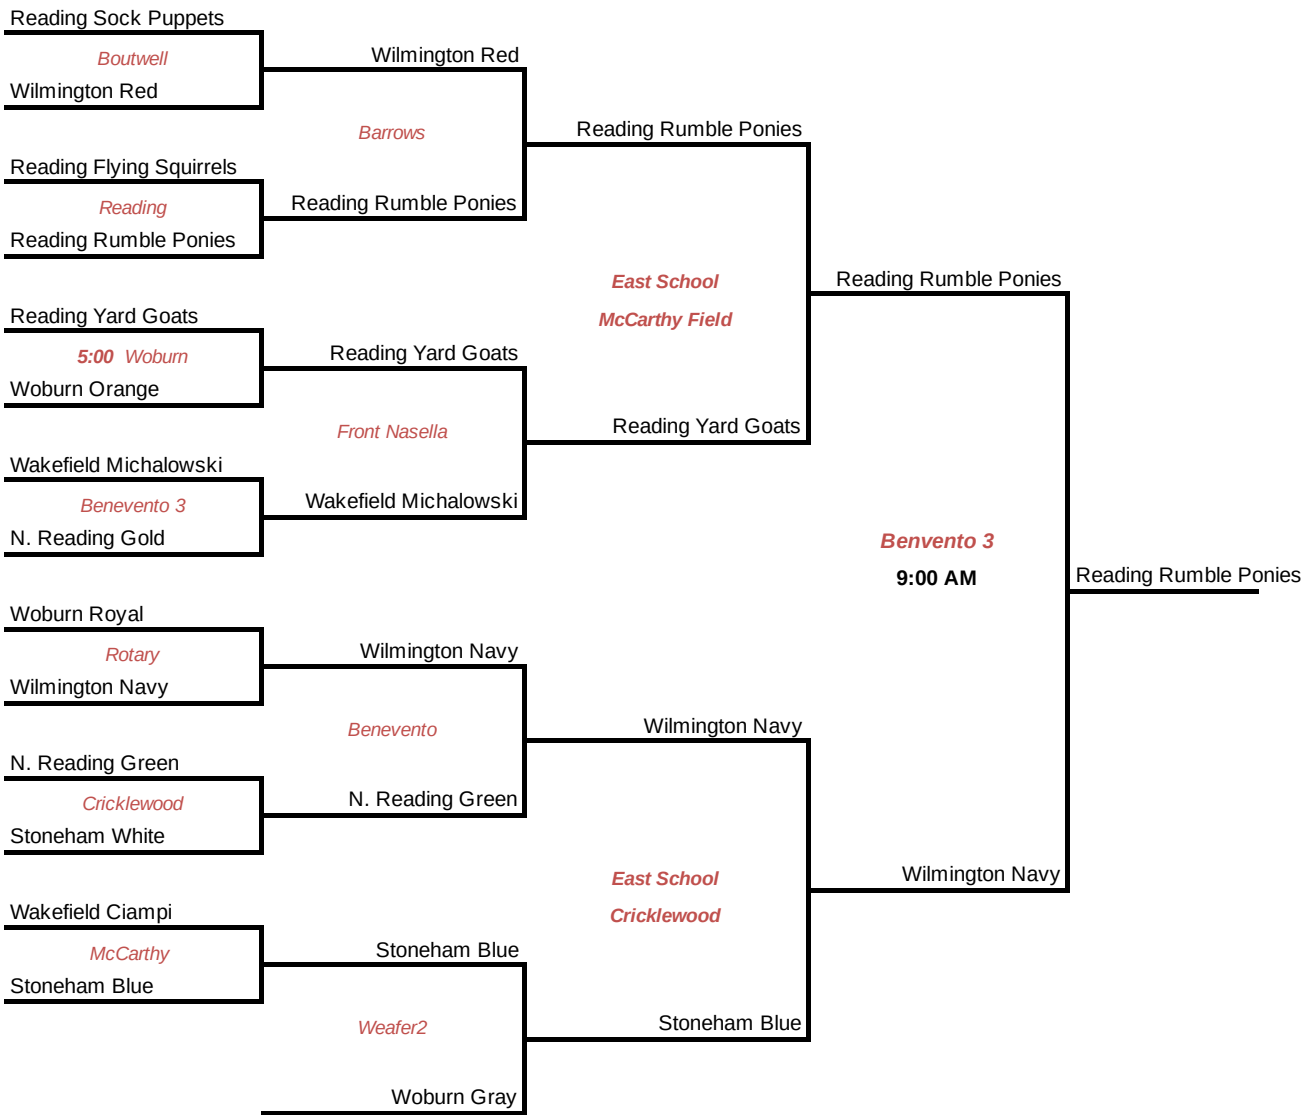 Reading Sock Puppets
Boutwell
Wilmington Red
Reading Flying Squirrels
Reading
Reading Rumble Ponies
Reading Yard Goats
5:00 Woburn
Woburn Orange
Wakefield Michalowski
Benevento 3
N. Reading Gold
Woburn Royal
Rotary
Wilmington Navy
N. Reading Green
Cricklewood
Stoneham White
Wakefield Ciampi
McCarthy
Stoneham Blue
Wilmington Red
Barrows
Reading Rumble Ponies
Reading Yard Goats
Front Nasella
Wakefield Michalowski
Wilmington Navy
Benevento
N. Reading Green
Stoneham Blue
Weafer2
Woburn Gray
Reading Rumble Ponies
East School
McCarthy Field
Reading Yard Goats
Wilmington Navy
East School
Cricklewood
Stoneham Blue
Reading Rumble Ponies
Benvento 3
9:00 AM
Wilmington Navy
Reading Rumble Ponies